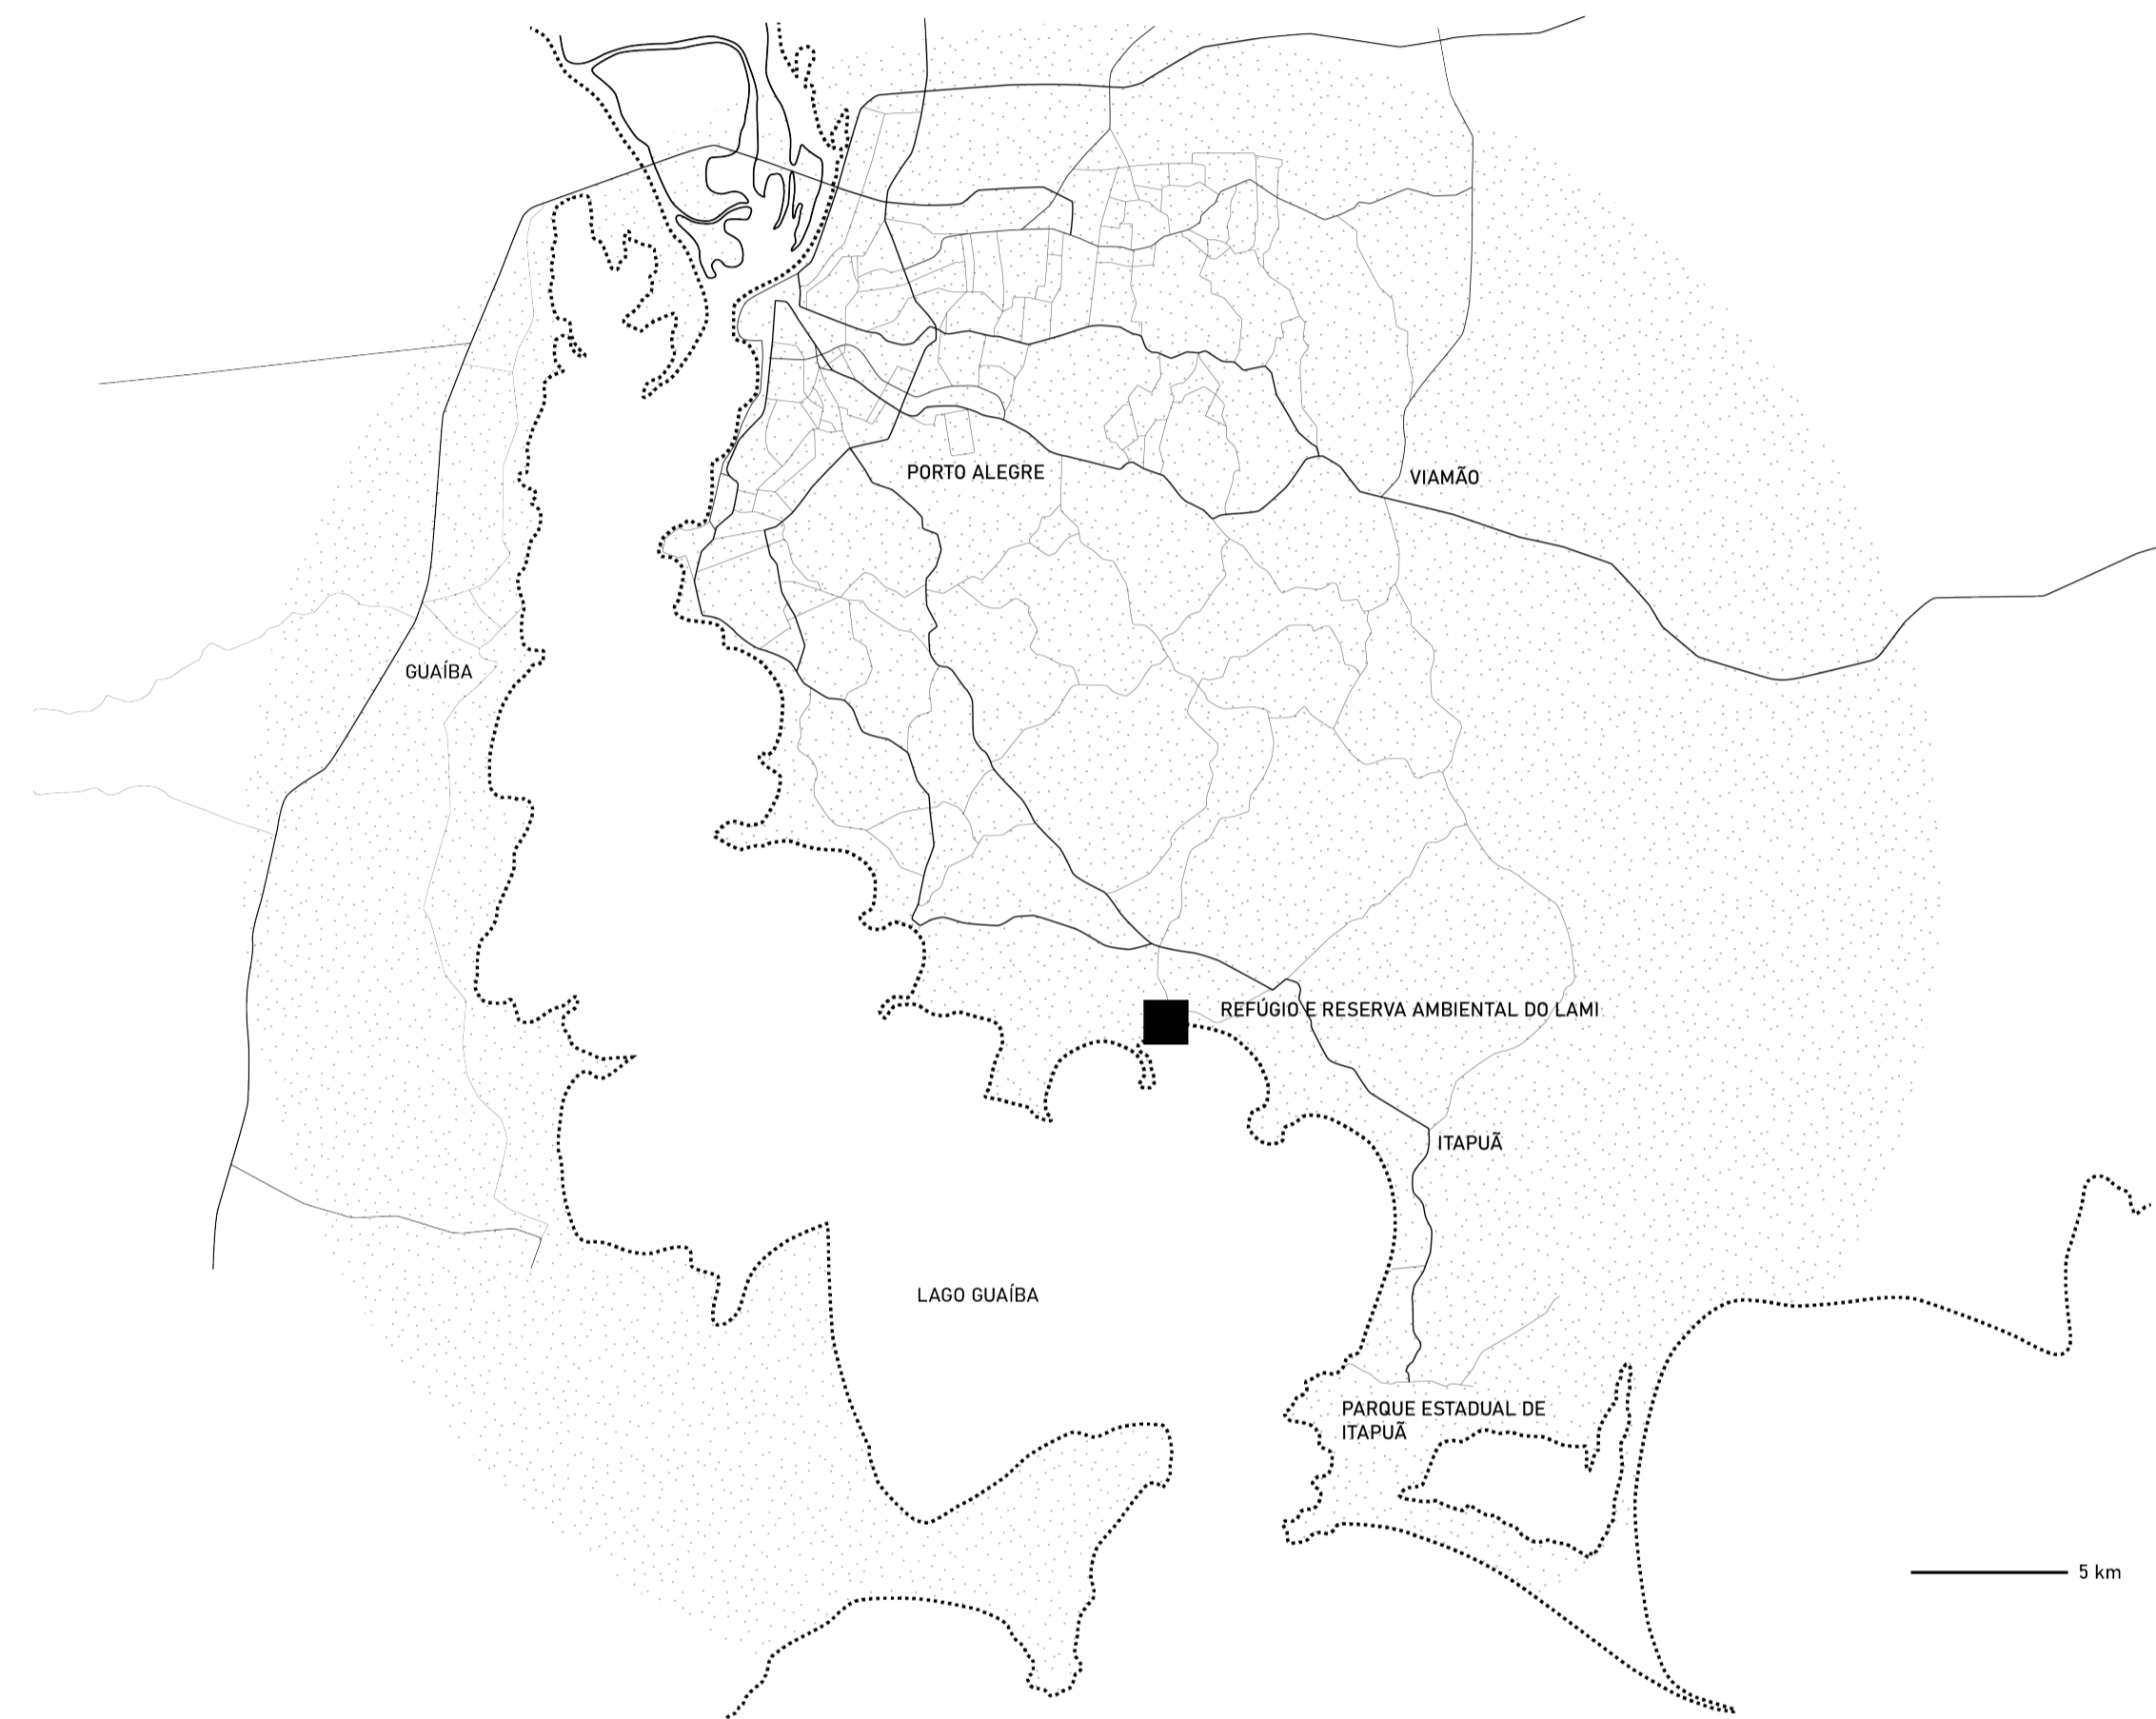 PORTO ALEGRE
VIAMÃO
GUAÍBA
REFÚGIO E RESERVA AMBIENTAL DO LAMI
ITAPUÃ
LAGO GUAÍBA
PARQUE ESTADUAL DE
ITAPUÃ
5 km